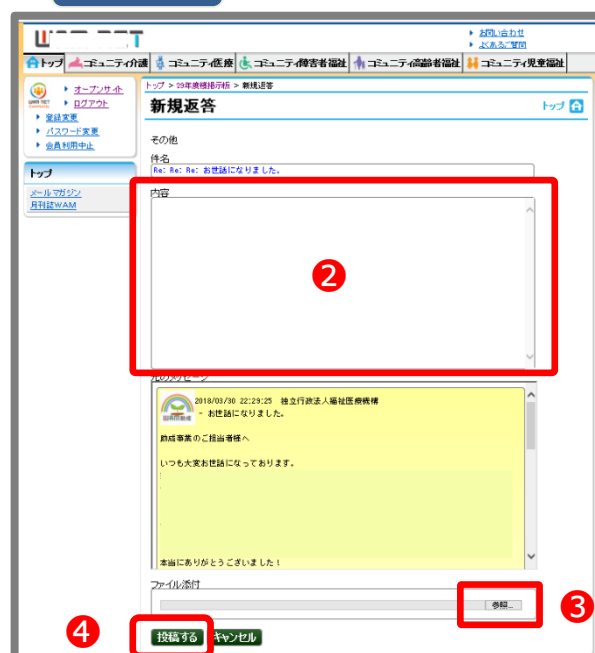 お問い合わせ
よくあるご質問
トップ コミュニティ介護 コミュニティ医療 コミュニティ障害者福祉 コミュニティ高齢者福祉 コミュニティ児童福祉
オープンサイト
ログアウト
登録変更
パスワード変更
会員利用中止
トップ
メールマガジン
月刊誌WAM
トップ > 29年度模掲示板 > 新規返答
新規返答
トップ
その他
件名
Re: Re: Re: お世話になりました。
内容
2
元のメッセージ
2018/03/30 22:29:25 独立行政法人福祉医療機構
- お世話になりました。
助成事業のご担当者様へ
いつも大変お世話になっております。
本当にありがとうございました！
ファイル添付
参照...
3
4
投稿する キャンセル